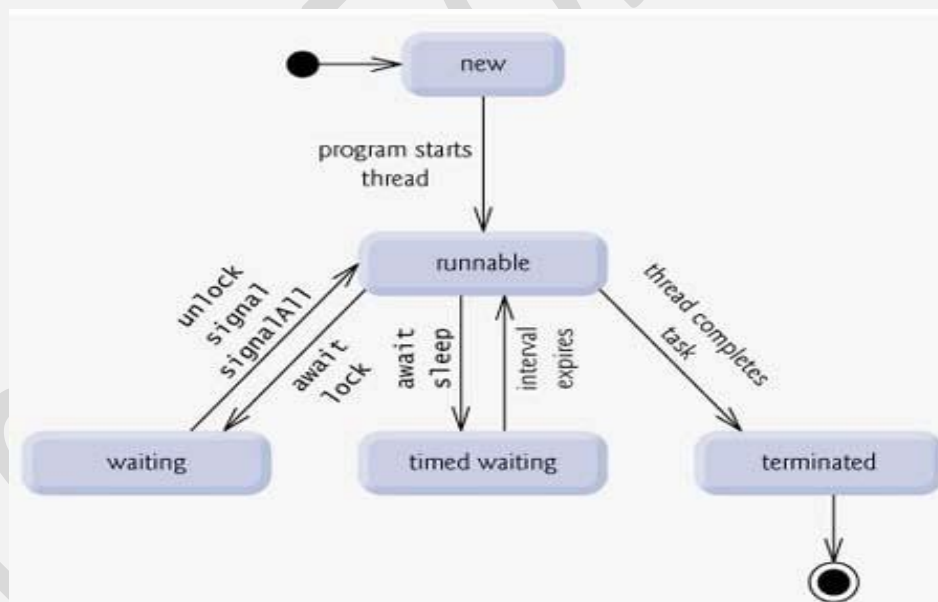 new
program starts
thread
runnable
unlock
signal
signalAll
await
lock
await
sleep
interval
expires
thread completes
task
waiting
timed waiting
terminated